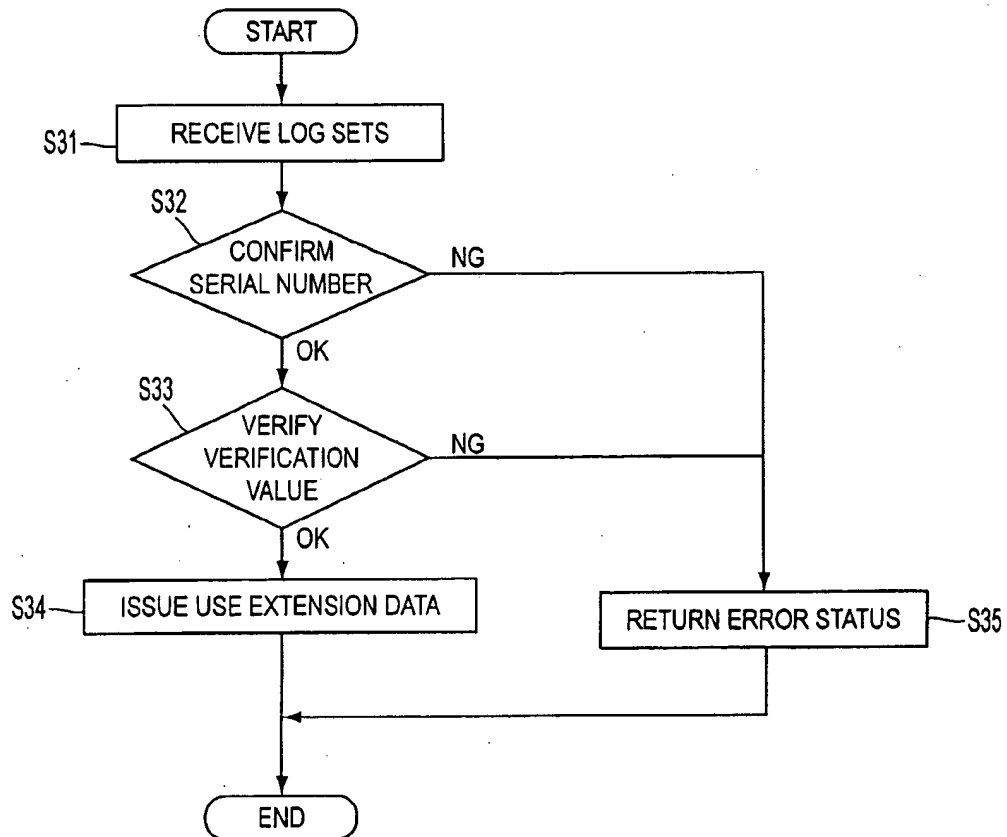 START
S31
RECEIVE LOG SETS
S32
CONFIRM
SERIAL NUMBER
NG
OK
S33
VERIFY
VERIFICATION
VALUE
NG
OK
S34
ISSUE USE EXTENSION DATA
RETURN ERROR STATUS
S35
END